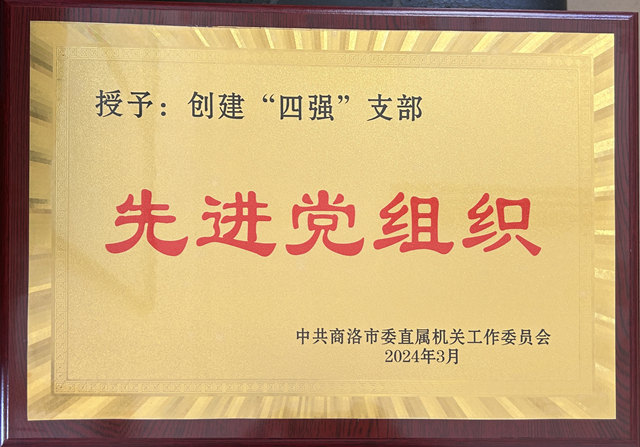 授予：创建“四强”支部
先进党组织
中共商洛市委直属机关工作委员会
2024年3月